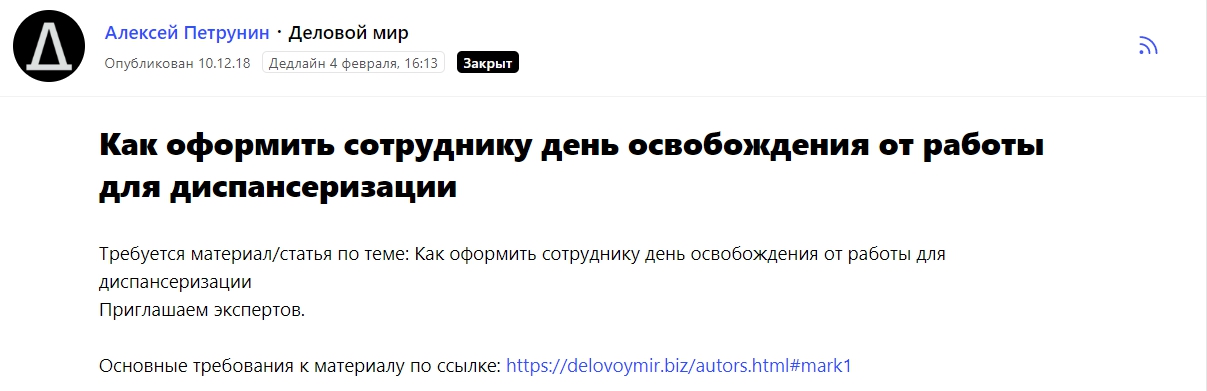 Алексей Петрунин · Деловой мир
Опубликован 10.12.18 Дедлайн 4 февраля, 16:13 Закрыт
Как оформить сотруднику день освобождения от работы
для диспансеризации
Требуется материал/статья по теме: Как оформить сотруднику день освобождения от работы для
диспансеризации
Приглашаем экспертов.
Основные требования к материалу по ссылке: https://delovoymir.biz/autors.html#mark1